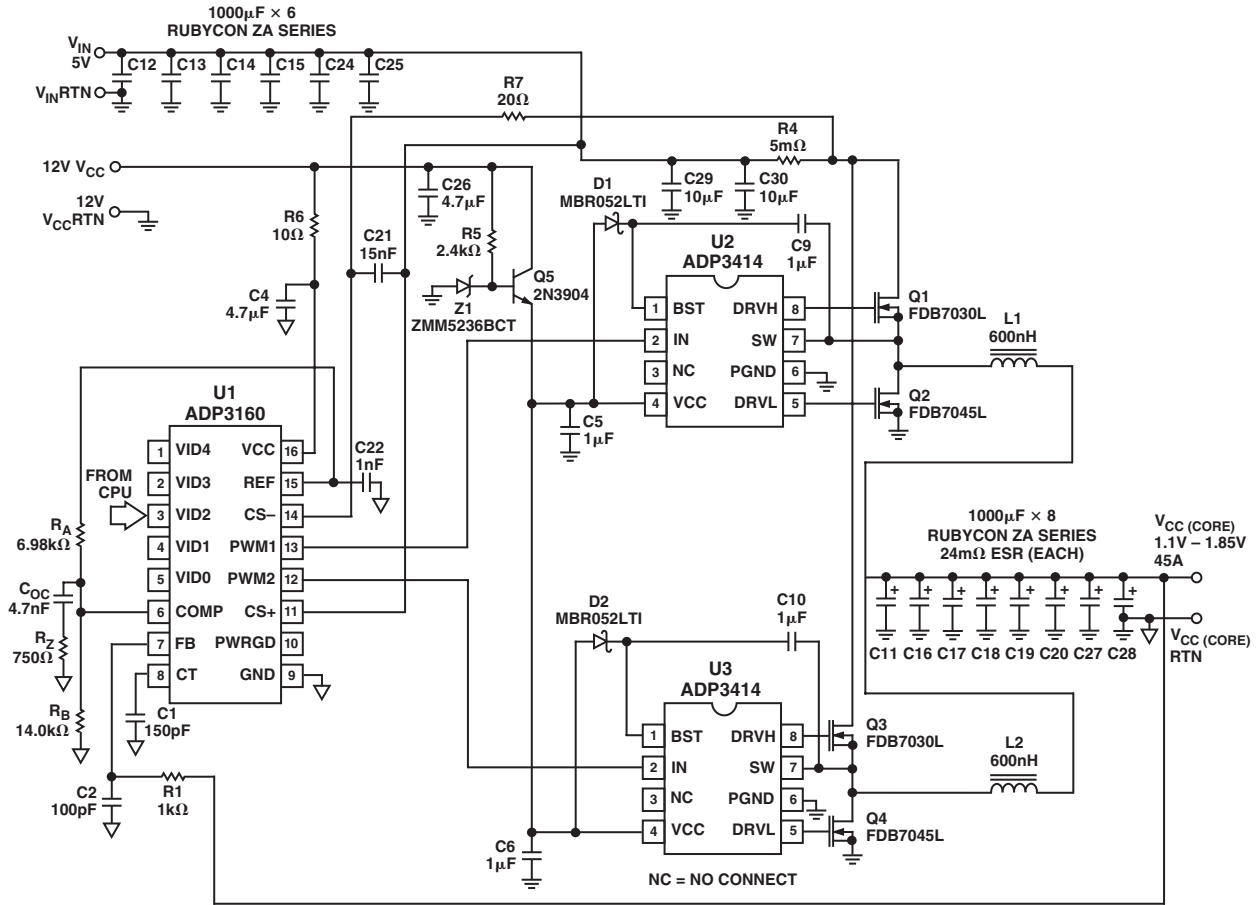 1000μF × 6
RUBYCON ZA SERIES
VIN
5V
C12
C13
C14
C15
C24
C25
VINRTN
R7
20Ω
R4
5mΩ
12V VCC
12V
VCCRTN
C26
4.7μF
C29
10μF
C30
10μF
D1
MBR052LTI
R6
10Ω
C21
15nF
R5
2.4kΩ
Q5
2N3904
Z1
ZMM5236BCT
C4
4.7μF
C9
1μF
U2
ADP3414
1 BST
2 IN
3 NC
4 VCC
DRVH 8
SW 7
PGND 6
DRVL 5
Q1
FDB7030L
L1
600nH
Q2
FDB7045L
C5
1μF
U1
ADP3160
1 VID4
2 VID3
3 VID2
4 VID1
5 VID0
6 COMP
7 FB
8 CT
VCC 16
REF 15
CS– 14
PWM1 13
PWM2 12
CS+ 11
PWRGD 10
GND 9
C22
1nF
FROM
CPU
RA
6.98kΩ
COC
4.7nF
RZ
750Ω
RB
14.0kΩ
C1
150pF
C2
100pF
R1
1kΩ
1000μF × 8
RUBYCON ZA SERIES
24mΩ ESR (EACH)
VCC (CORE)
1.1V – 1.85V
45A
+ + + + + + + +
C11 C16 C17 C18 C19 C20 C27 C28
VCC (CORE)
RTN
D2
MBR052LTI
C10
1μF
U3
ADP3414
1 BST
2 IN
3 NC
4 VCC
DRVH 8
SW 7
PGND 6
DRVL 5
Q3
FDB7030L
L2
600nH
Q4
FDB7045L
C6
1μF
NC = NO CONNECT